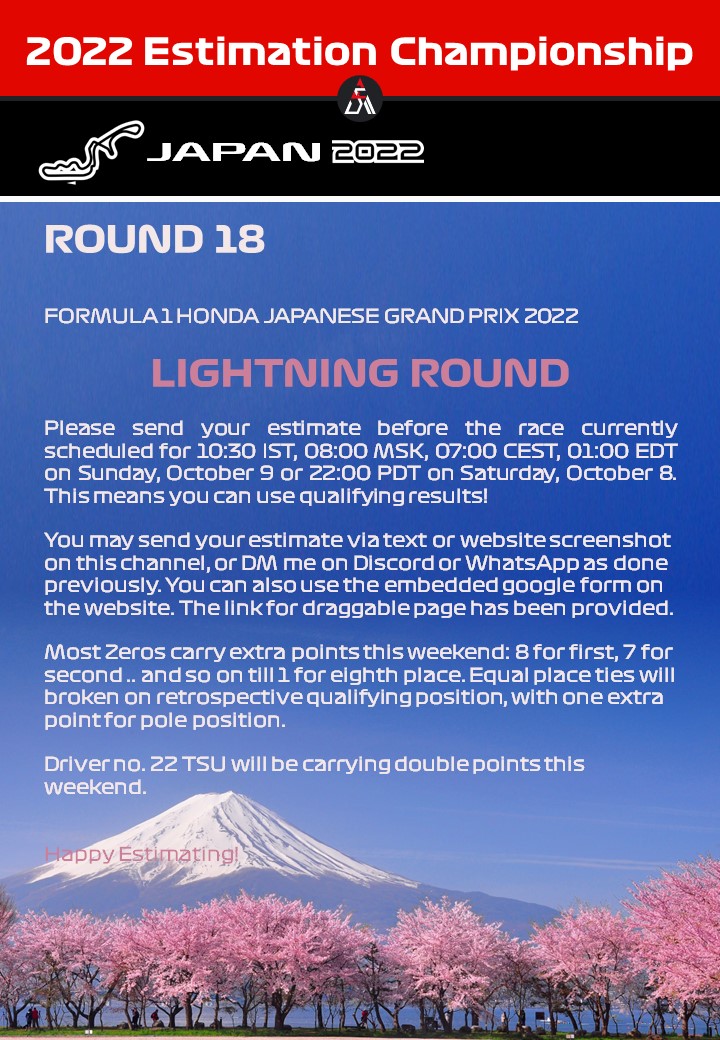 2022 Estimation Championship
JAPAN 2022
ROUND 18
FORMULA 1 HONDA JAPANESE GRAND PRIX 2022
LIGHTNING ROUND
Please send your estimate before the race currently
scheduled for 10:30 IST, 08:00 MSK, 07:00 CEST, 01:00 EDT
on Sunday, October 9 or 22:00 PDT on Saturday, October 8.
This means you can use qualifying results!
You may send your estimate via text or website screenshot
on this channel, or DM me on Discord or WhatsApp as done
previously. You can also use the embedded google form on
the website. The link for draggable page has been provided.
Most Zeros carry extra points this weekend: 8 for first, 7 for
second .. and so on till 1 for eighth place. Equal place ties will
broken on retrospective qualifying position, with one extra
point for pole position.
Driver no. 22 TSU will be carrying double points this
weekend.
Happy Estimating!